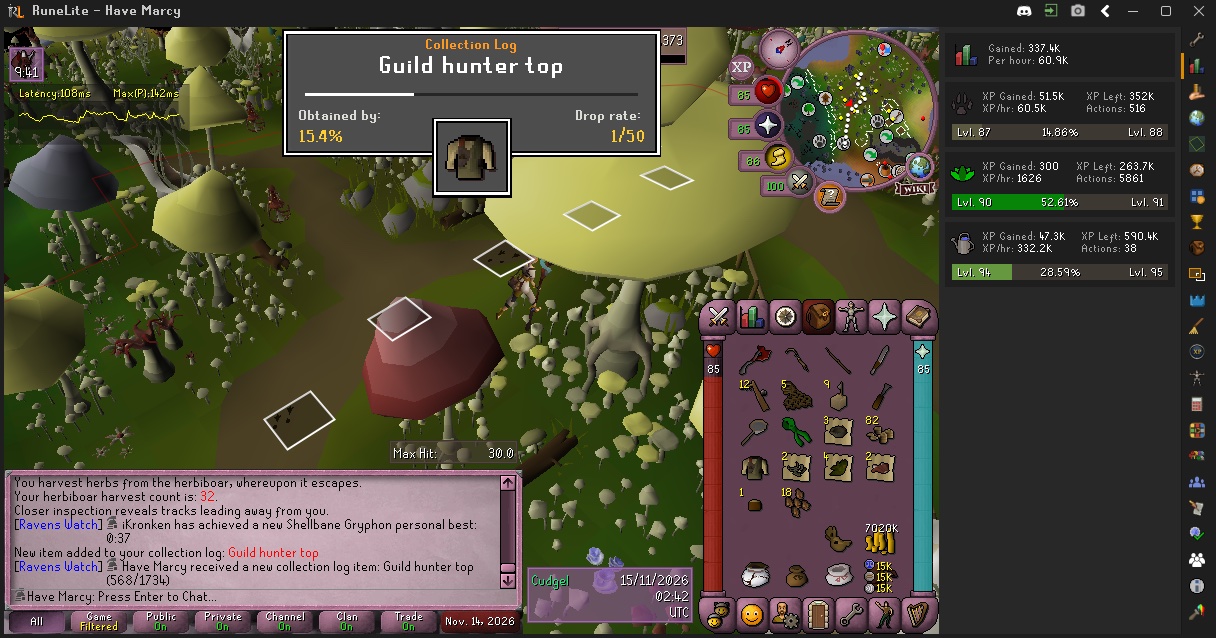 RuneLite - Have Marcy
9:41
Latency:108ms Max(P):142ms
Collection Log
Guild hunter top
Obtained by:
15.4%
Drop rate:
1/50
373
XP
85
85
86
100
WIKI
Gained: 337.4K
Per hour: 60.9K
XP Gained: 51.5K XP Left: 352K
XP/hr: 60.5K Actions: 516
Lvl. 87 14.86% Lvl. 88
XP Gained: 300 XP Left: 263.7K
XP/hr: 1626 Actions: 5861
Lvl. 90 52.61% Lvl. 91
XP Gained: 47.3K XP Left: 590.4K
XP/hr: 332.2K Actions: 38
Lvl. 94 28.59% Lvl. 95
85
85
12
5
9
3
82
2
4
2
1
18
7020K
15K
15K
15K
Max Hit: 30.0
You harvest herbs from the herbiboar, whereupon it escapes.
Your herbiboar harvest count is: 32.
Closer inspection reveals tracks leading away from you.
[Ravens Watch] iKronken has achieved a new Shellbane Gryphon personal best:
0:37
New item added to your collection log: Guild hunter top
[Ravens Watch] Have Marcy received a new collection log item: Guild hunter top
(568/1734)
Have Marcy: Press Enter to Chat...
Cudgel 15/11/2026
02:42
UTC
All
Game
Filtered
Public
On
Private
On
Channel
On
Clan
On
Trade
On
Nov. 14, 2026